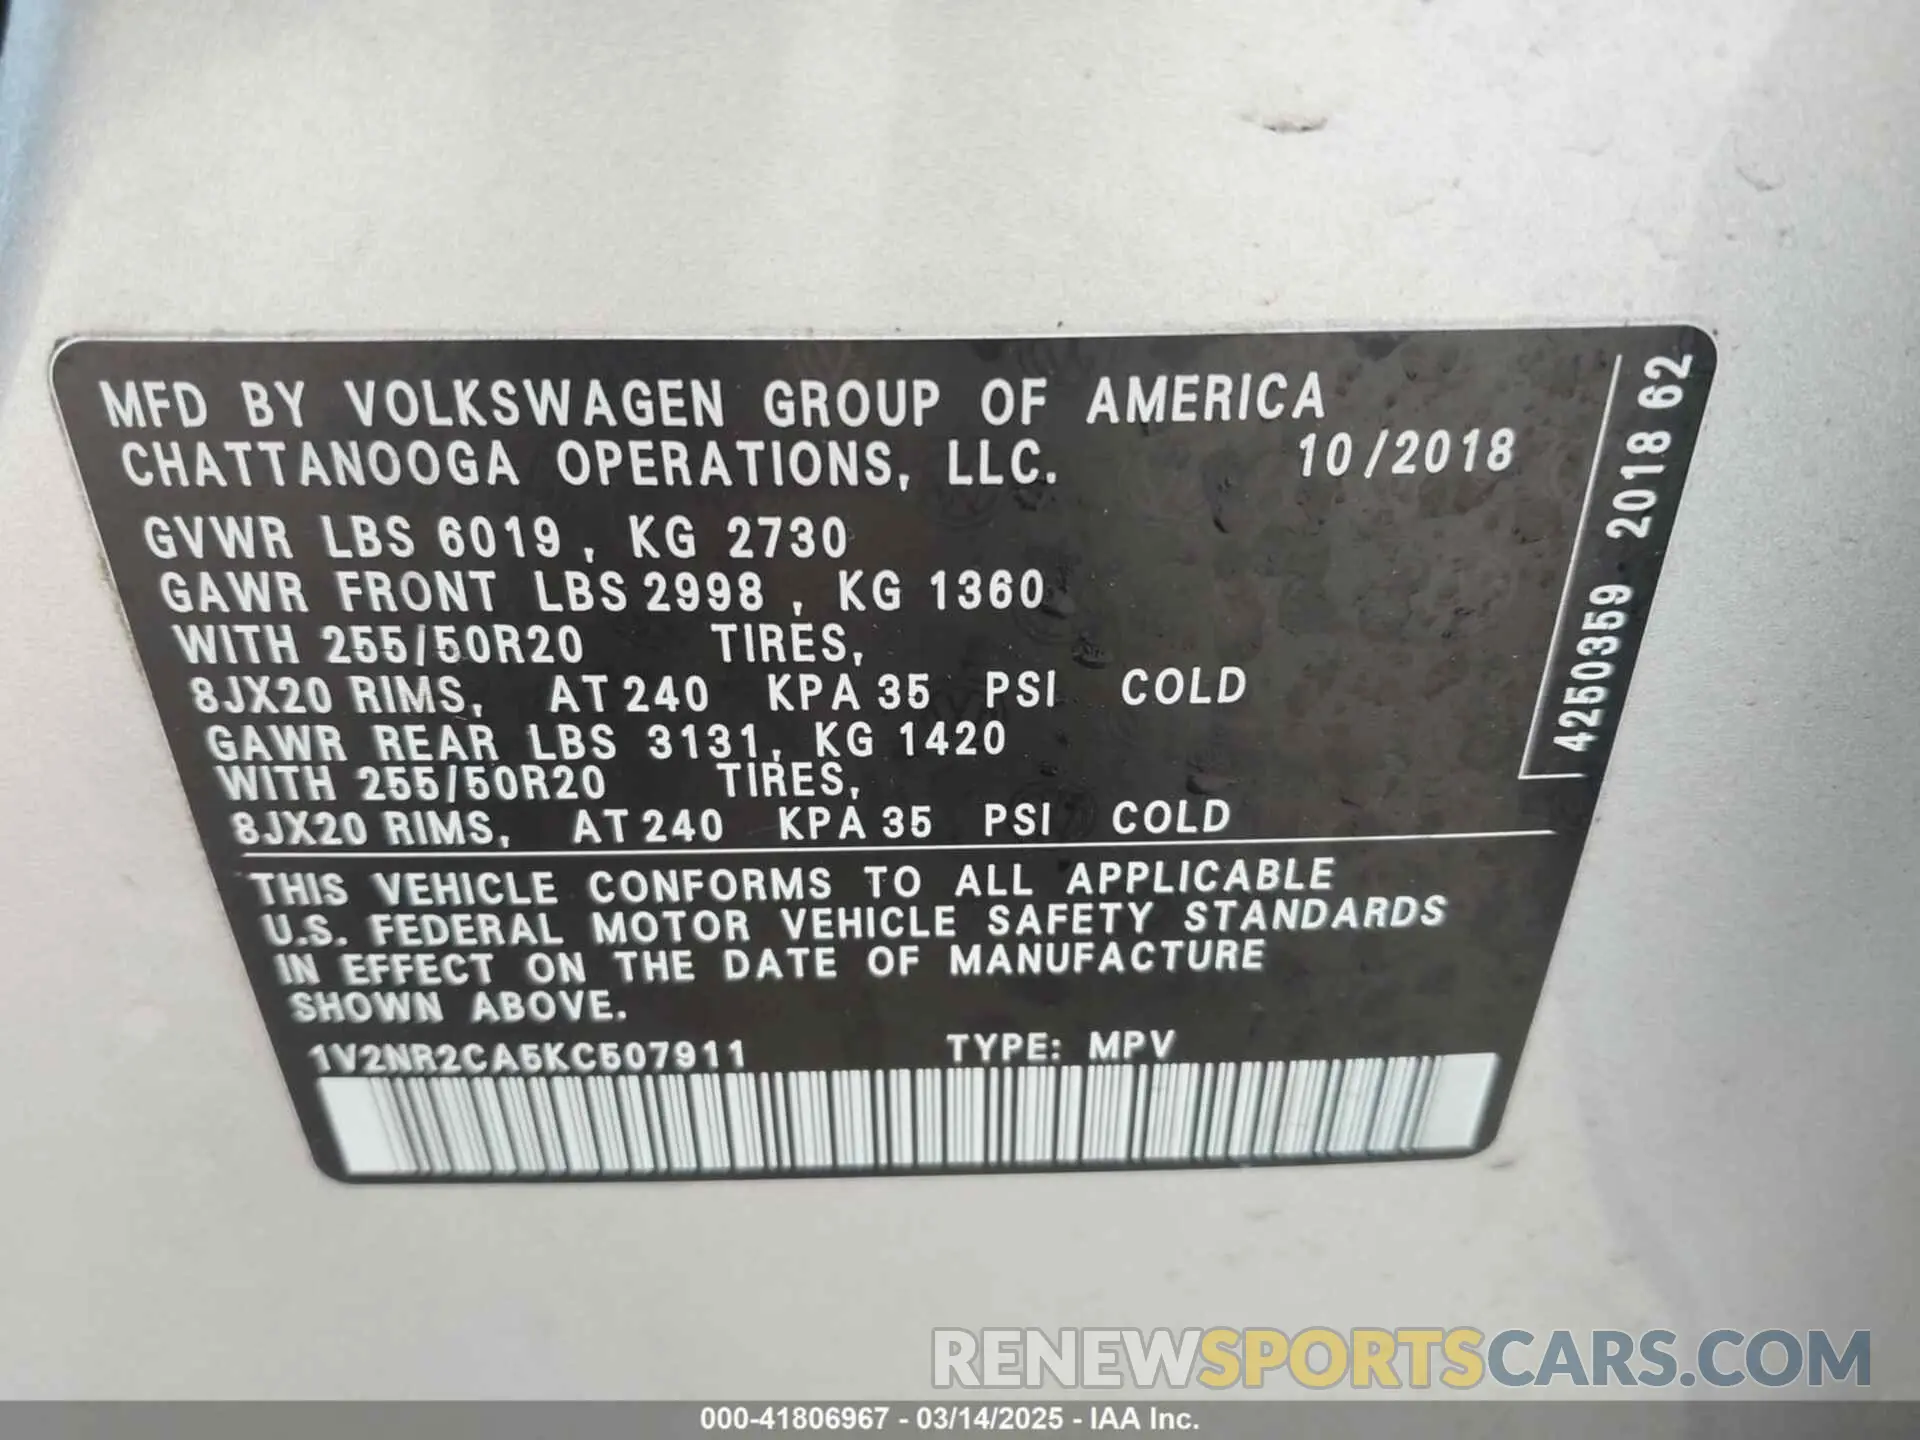 MFD BY VOLKSWAGEN GROUP OF AMERICA
CHATTANOOGA OPERATIONS, LLC. 10/2018
GVWR LBS 6019 , KG 2730
GAWR FRONT LBS 2998 , KG 1360
WITH 255/50R20 TIRES,
8JX20 RIMS, AT 240 KPA 35 PSI COLD
GAWR REAR LBS 3131, KG 1420
WITH 255/50R20 TIRES,
8JX20 RIMS, AT 240 KPA 35 PSI COLD
THIS VEHICLE CONFORMS TO ALL APPLICABLE
U.S. FEDERAL MOTOR VEHICLE SAFETY STANDARDS
IN EFFECT ON THE DATE OF MANUFACTURE
SHOWN ABOVE.
1V2NR2CA5KC507911 TYPE: MPV
4250359 2018 62
RENEWSPORTSCARS.COM
000-41806967 - 03/14/2025 - IAA Inc.